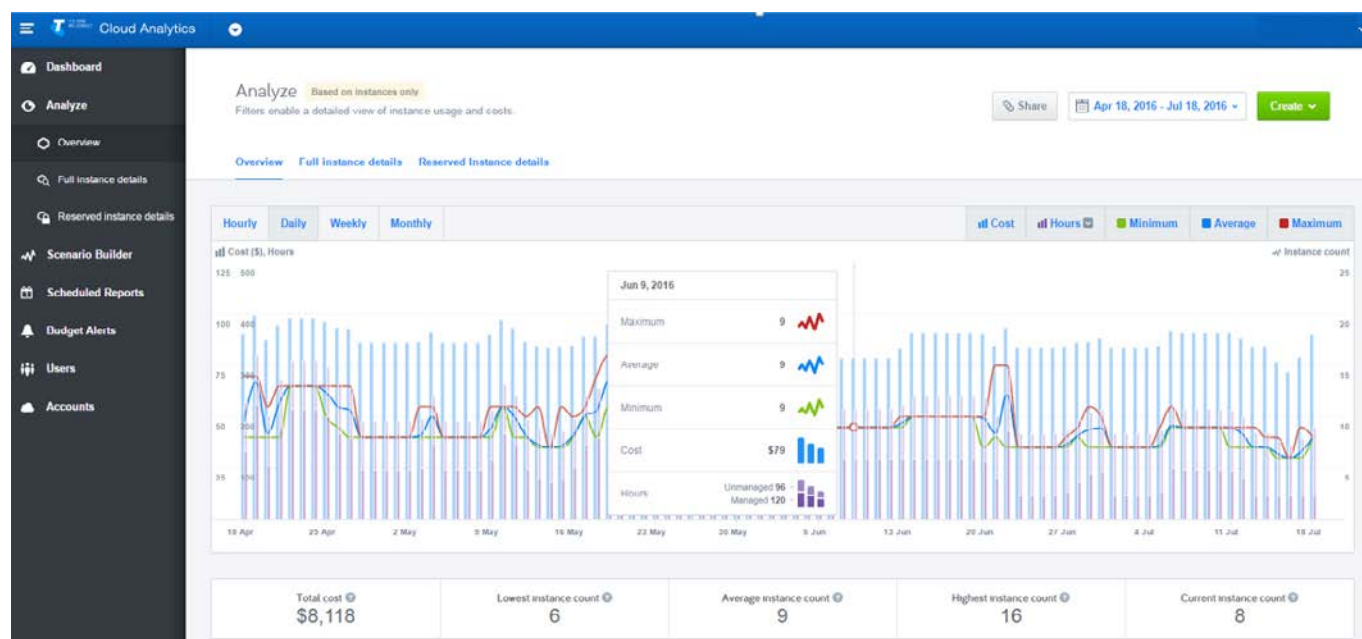 Cloud Analytics
Dashboard
Analyze
Overview
Full instance details
Reserved instance details
Scenario Builder
Scheduled Reports
Budget Alerts
Users
Accounts
Analyze Based on instances only
Filters enable a detailed view of instance usage and costs.
Share Apr 18, 2016 - Jul 18, 2016 Create
Overview Full instance details Reserved Instance details
Hourly Daily Weekly Monthly Cost Hours Minimum Average Maximum
Cost ($), Hours Instance count
125 500 25
100 400 20
75 300 15
50 200 10
25 100 5
Jun 9, 2016
Maximum 9
Average 9
Minimum 9
Cost $79
Hours Unmanaged 96
Managed 120
18 Apr 25 Apr 2 May 9 May 16 May 23 May 30 May 6 Jun 13 Jun 20 Jun 27 Jun 4 Jul 11 Jul 18 Jul
Total cost Lowest instance count Average instance count Highest instance count Current instance count
$8,118 6 9 16 8